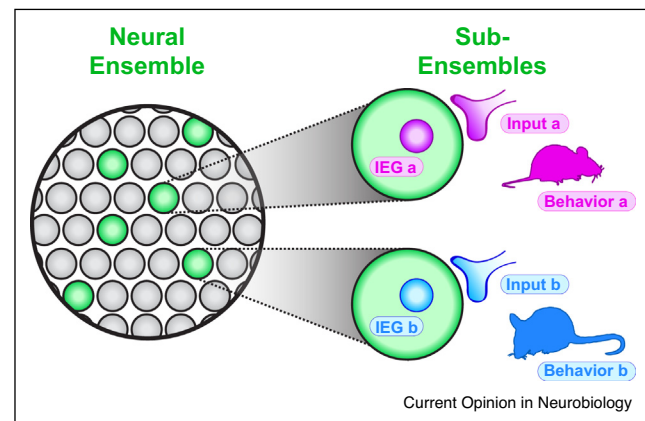 Neural
Ensemble
Sub-
Ensembles
Input a
IEG a
Behavior a
Input b
IEG b
Behavior b
Current Opinion in Neurobiology